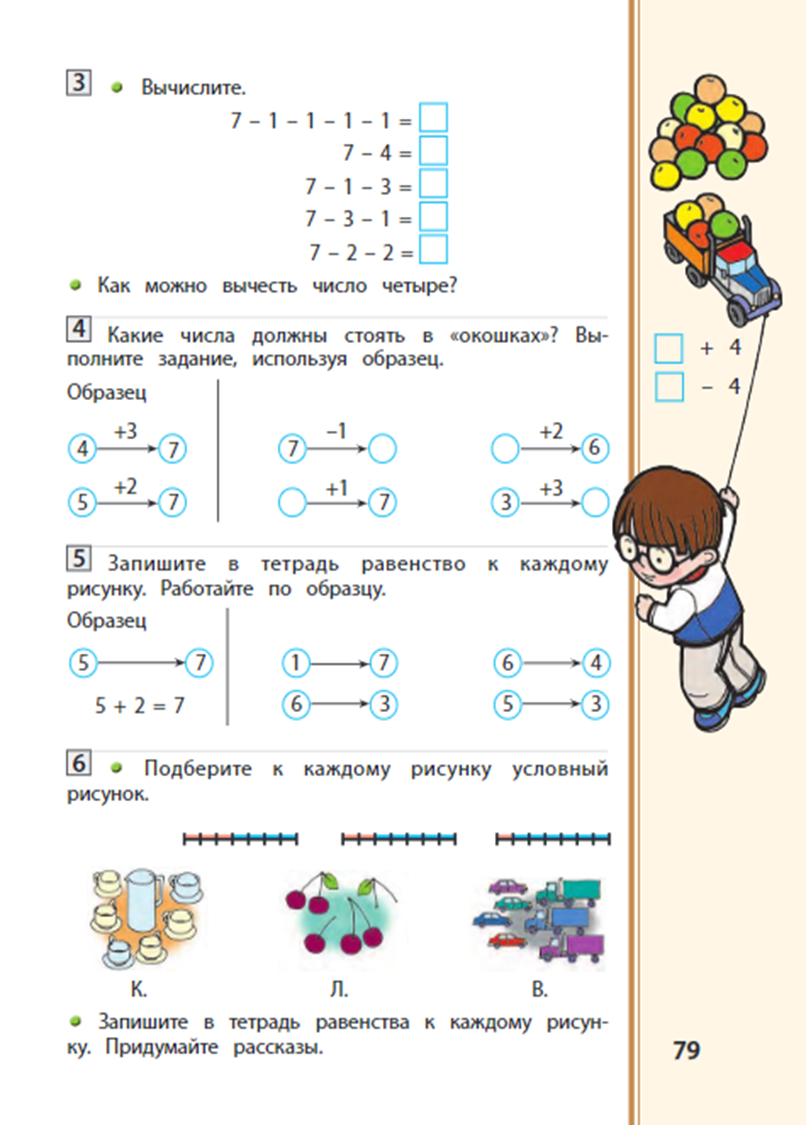 3 • Вычислите.
7 – 1 – 1 – 1 – 1 =
7 – 4 =
7 – 1 – 3 =
7 – 3 – 1 =
7 – 2 – 2 =
• Как можно вычесть число четыре?
4 Какие числа должны стоять в «окошках»? Вы-
полните задание, используя образец.
Образец
+3 –1 +2
4 7 7 6
+2 +1 +3
5 7 7 3
+ 4
– 4
5 Запишите в тетрадь равенство к каждому
рисунку. Работайте по образцу.
Образец
5 7 1 7 6 4
5 + 2 = 7 6 3 5 3
6 • Подберите к каждому рисунку условный
рисунок.
К. Л. В.
• Запишите в тетрадь равенства к каждому рисун-
ку. Придумайте рассказы.
79